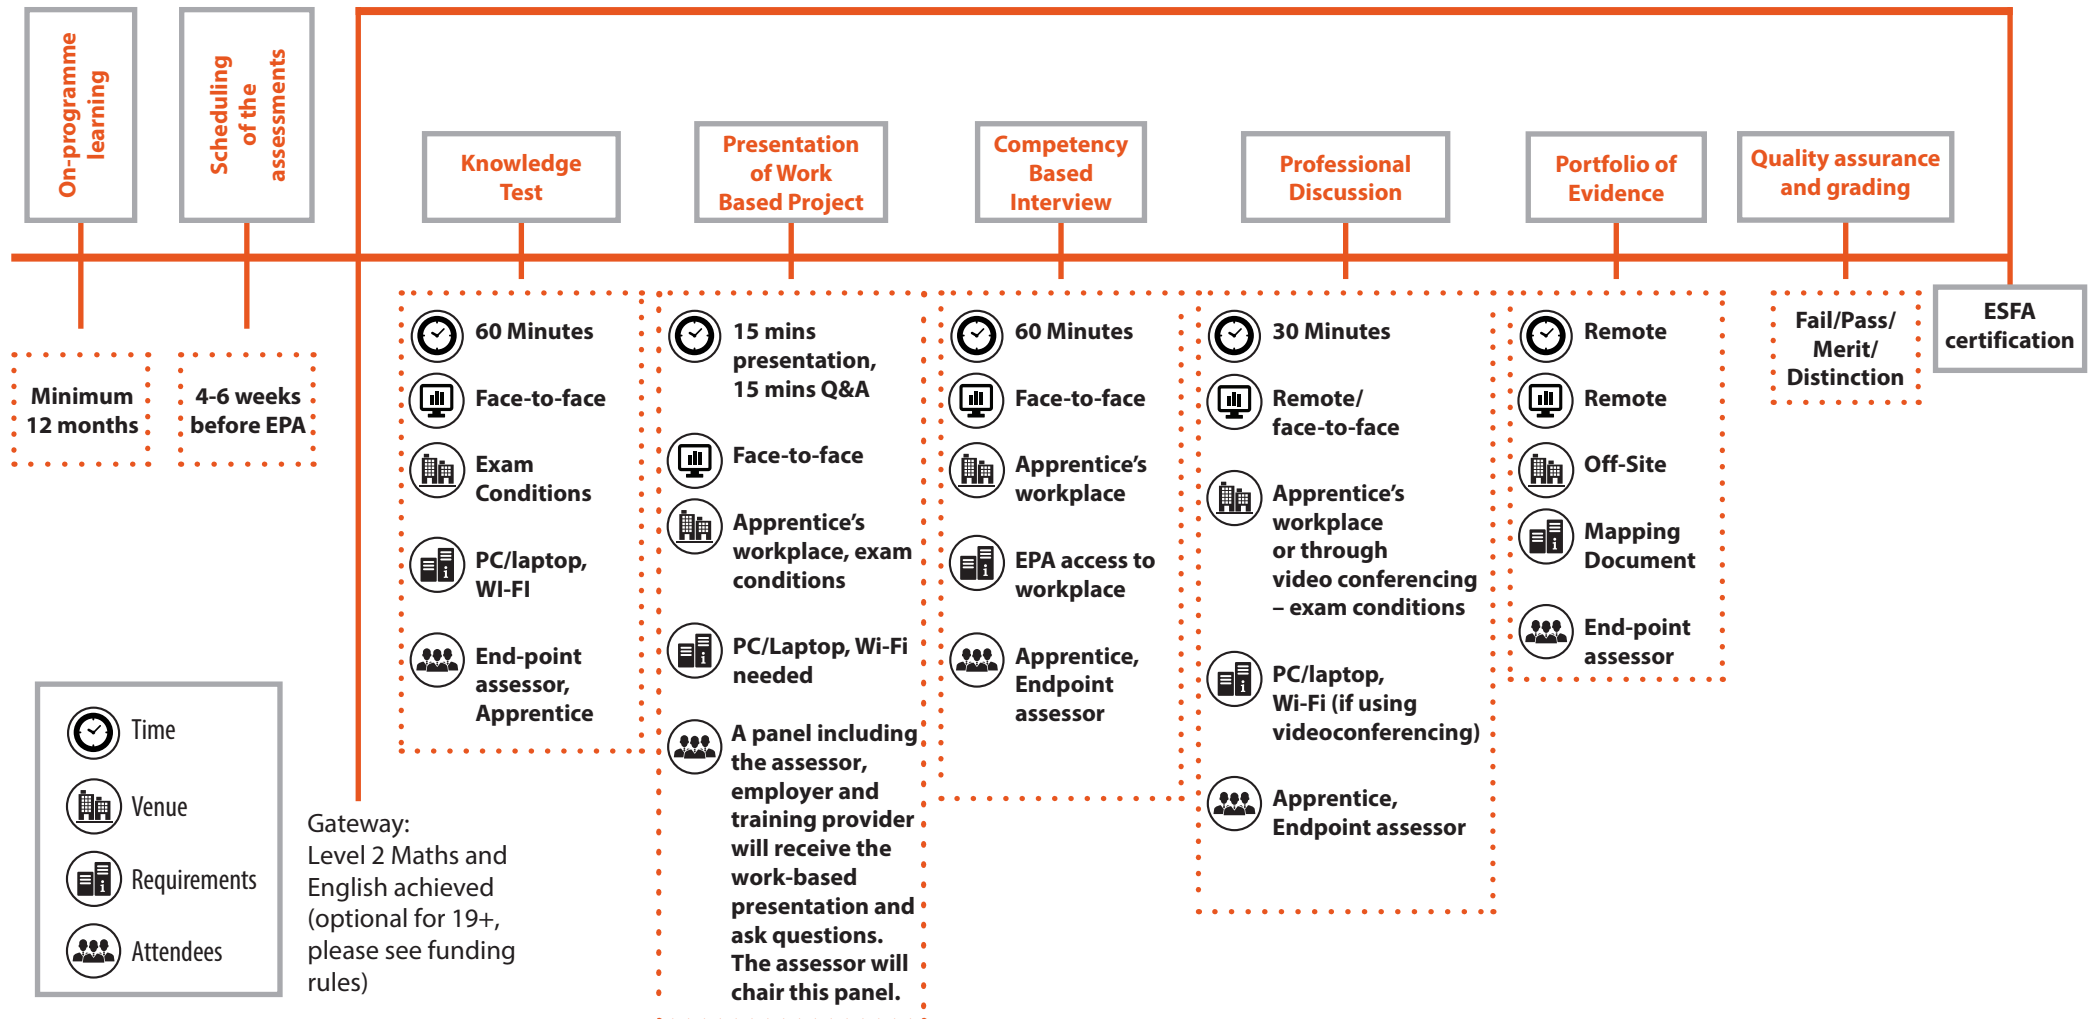 On-programme
learning
Scheduling
of the
assessments
Knowledge
Test
Presentation
of Work
Based Project
Competency
Based
Interview
Professional
Discussion
Portfolio of
Evidence
Quality assurance
and grading
Minimum
12 months
4-6 weeks
before EPA
60 Minutes
Face-to-face
Exam
Conditions
PC/laptop,
WI-FI
End-point
assessor,
Apprentice
15 mins
presentation,
15 mins Q&A
Face-to-face
Apprentice’s
workplace, exam
conditions
PC/Laptop, Wi-Fi
needed
A panel including
the assessor,
employer and
training provider
will receive the
work-based
presentation and
ask questions.
The assessor will
chair this panel.
60 Minutes
Face-to-face
Apprentice’s
workplace
EPA access to
workplace
Apprentice,
Endpoint
assessor
30 Minutes
Remote/
face-to-face
Apprentice’s
workplace
or through
video conferencing
– exam conditions
PC/laptop,
Wi-Fi (if using
videoconferencing)
Apprentice,
Endpoint assessor
Remote
Remote
Off-Site
Mapping
Document
End-point
assessor
Fail/Pass/
Merit/
Distinction
ESFA
certification
Time
Venue
Requirements
Attendees
Gateway:
Level 2 Maths and
English achieved
(optional for 19+,
please see funding
rules)